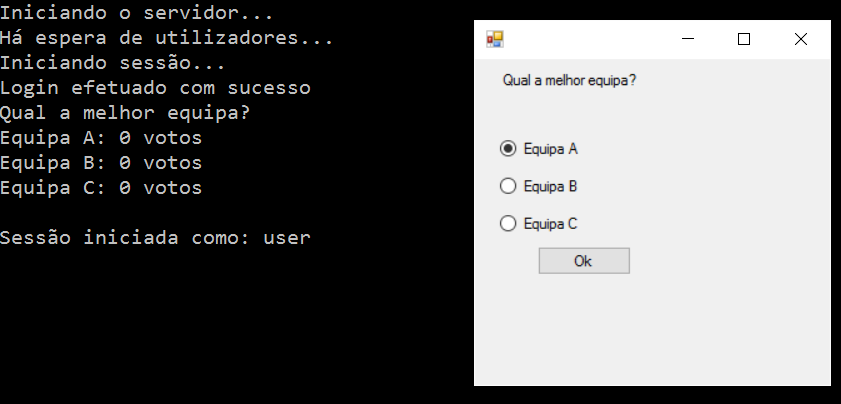 Iniciando o servidor...
Há espera de utilizadores...
Iniciando sessão...
Login efetuado com sucesso
Qual a melhor equipa?
Equipa A: 0 votos
Equipa B: 0 votos
Equipa C: 0 votos
Sessão iniciada como: user
Qual a melhor equipa?
Equipa A
Equipa B
Equipa C
Ok